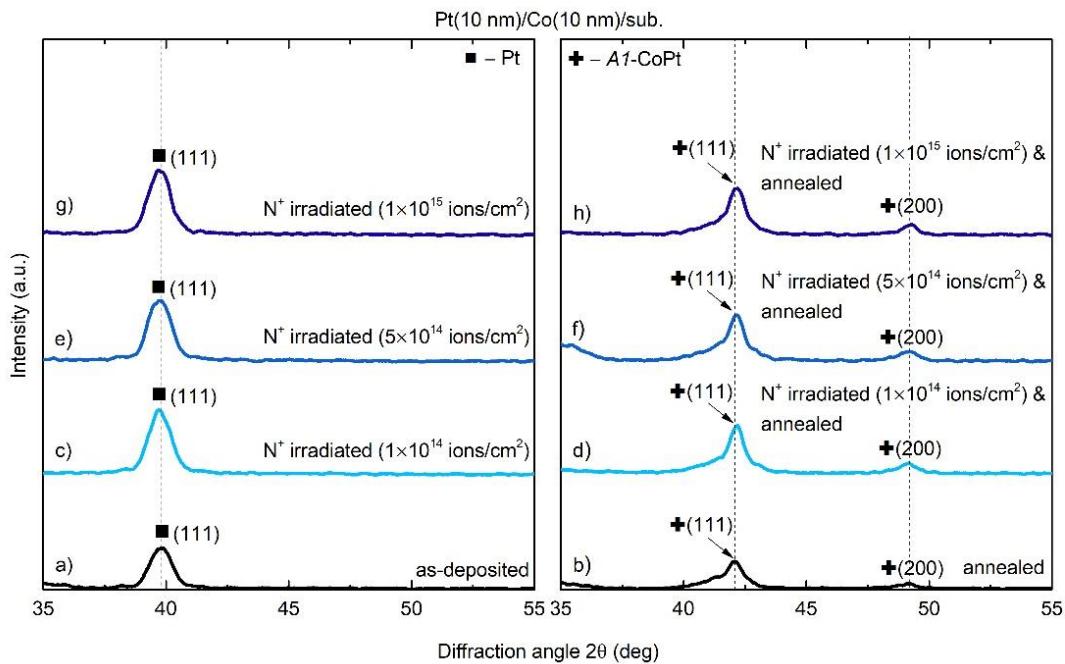 Pt(10 nm)/Co(10 nm)/sub.
■ – Pt
■ (111)
g)
N⁺ irradiated (1×10¹⁵ ions/cm²)
■ (111)
e)
N⁺ irradiated (5×10¹⁴ ions/cm²)
■ (111)
c)
N⁺ irradiated (1×10¹⁴ ions/cm²)
■ (111)
a)
as-deposited
35 40 45 50 55
✚ – A1-CoPt
✚(111)
N⁺ irradiated (1×10¹⁵ ions/cm²) &
annealed
h)
✚(200)
✚(111)
N⁺ irradiated (5×10¹⁴ ions/cm²) &
annealed
f)
✚(200)
✚(111)
N⁺ irradiated (1×10¹⁴ ions/cm²) &
annealed
d)
✚(200)
✚(111)
b)
✚(200)
annealed
35 40 45 50 55
Intensity (a.u.)
Diffraction angle 2θ (deg)